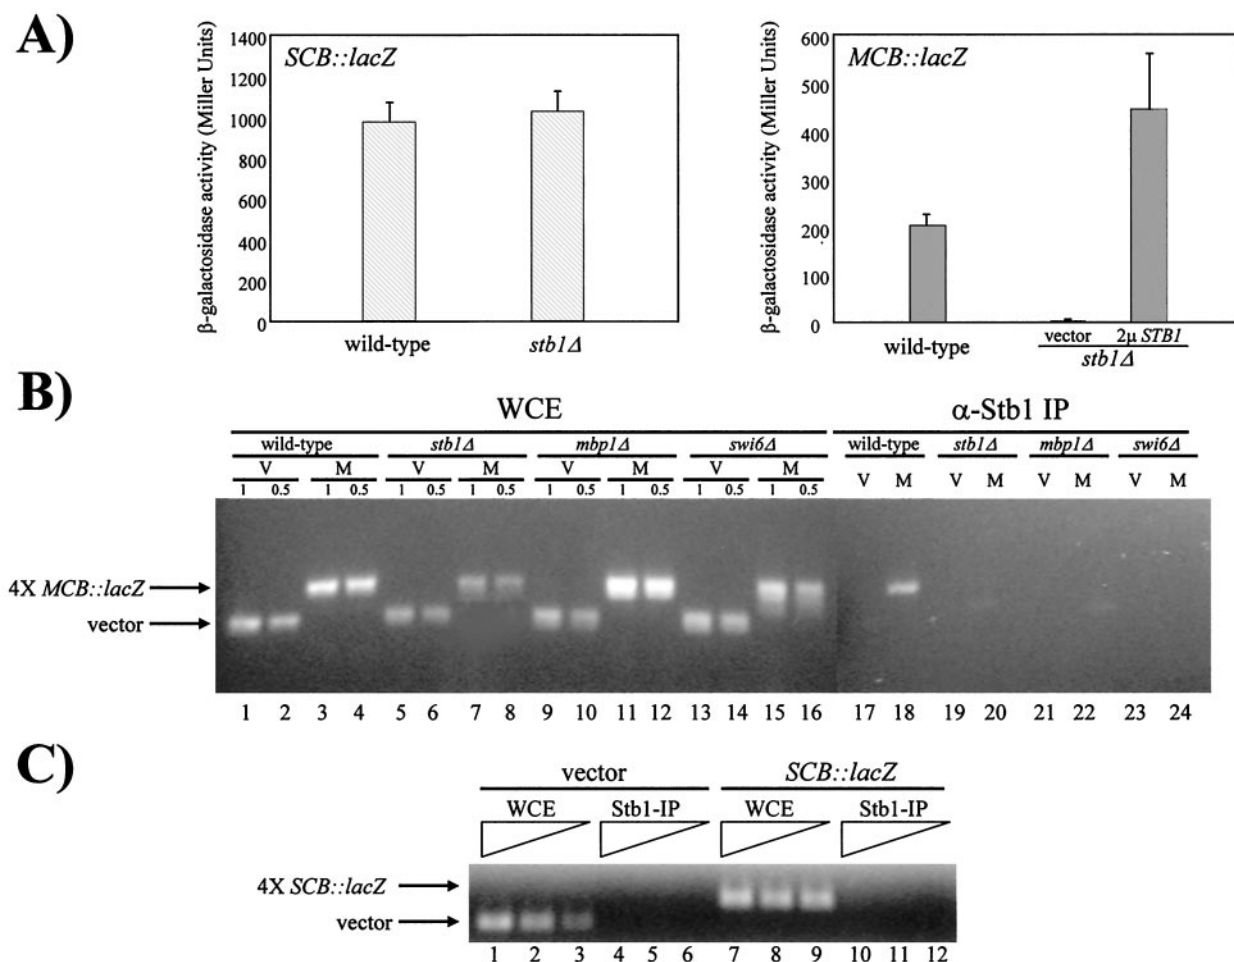 A)
SCB::lacZ
β-galactosidase activity (Miller Units)
1400
1200
1000
800
600
400
200
0
wild-type stb1Δ
MCB::lacZ
β-galactosidase activity (Miller Units)
600
500
400
300
200
100
0
wild-type vector 2μ STB1
stb1Δ
B)
WCE α-Stb1 IP
wild-type stb1Δ mbp1Δ swi6Δ wild-type stb1Δ mbp1Δ swi6Δ
V M V M V M V M V M V M V M V M
1 0.5 1 0.5 1 0.5 1 0.5 1 0.5 1 0.5 1 0.5 1 0.5
4X MCB::lacZ
vector
1 2 3 4 5 6 7 8 9 10 11 12 13 14 15 16 17 18 19 20 21 22 23 24
C)
vector SCB::lacZ
WCE Stb1-IP WCE Stb1-IP
4X SCB::lacZ
vector
1 2 3 4 5 6 7 8 9 10 11 12